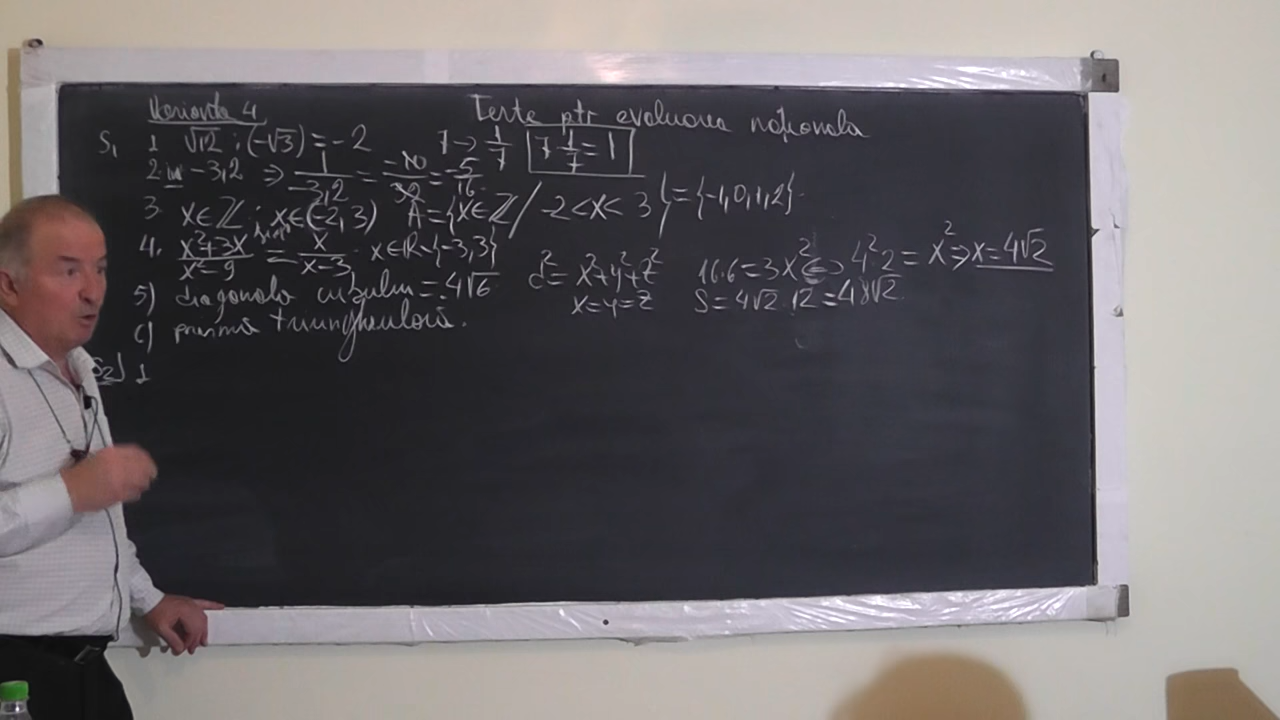 Varianta 4 Teste ptr evaluarea naționala
S₁ 1 √12 : (-√3) = -2 7 → 1/7 7·1/7 = 1
2. -3,2 ⇒ 1/-3,2 = -10/32 = -5/16
3. x∈ℤ ; x∈(-2,3) A = {x∈ℤ / -2<x<3} = {-1,0,1,2}.
4. x²+3x/x²-9 = x/x-3 x∈ℝ-{-3,3}
5) diagonala cubului = 4√6 d² = x²+y²+z² 16·6 = 3x² ⇔ 4²·2 = x² ⇒ x = 4√2
x=y=z S = 4√2·12 = 48√2.
c) prismă triunghiulară.
S₂) 1